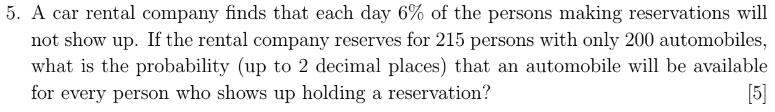 5. A car rental company finds that each day 6% of the persons making reservations will
not show up. If the rental company reserves for 215 persons with only 200 automobiles,
what is the probability (up to 2 decimal places) that an automobile will be available
for every person who shows up holding a reservation? [5]